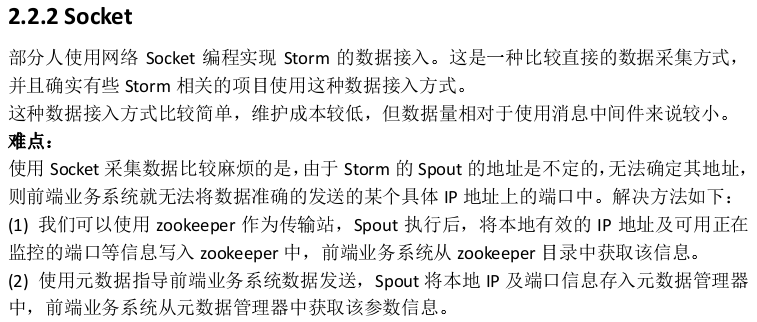 2.2.2 Socket
部分人使用网络 Socket 编程实现 Storm 的数据接入。这是一种比较直接的数据采集方式，
并且确实有些 Storm 相关的项目使用这种数据接入方式。
这种数据接入方式比较简单，维护成本较低，但数据量相对于使用消息中间件来说较小。
难点：
使用 Socket 采集数据比较麻烦的是，由于 Storm 的 Spout 的地址是不定的，无法确定其地址，
则前端业务系统就无法将数据准确的发送的某个具体 IP 地址上的端口中。解决方法如下：
(1) 我们可以使用 zookeeper 作为传输站，Spout 执行后，将本地有效的 IP 地址及可用正在
监控的端口等信息写入 zookeeper 中，前端业务系统从 zookeeper 目录中获取该信息。
(2) 使用元数据指导前端业务系统数据发送，Spout 将本地 IP 及端口信息存入元数据管理器
中，前端业务系统从元数据管理器中获取该参数信息。